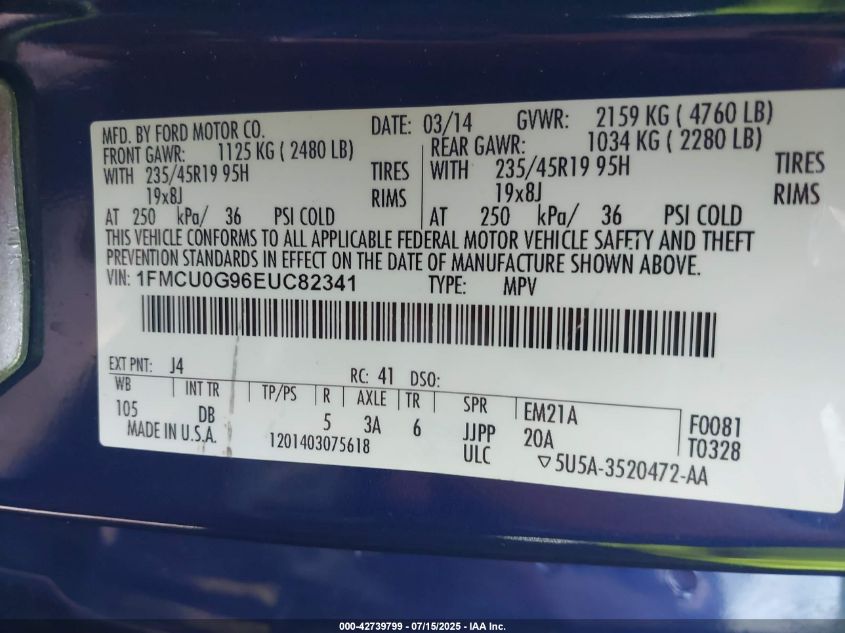 MFD. BY FORD MOTOR CO. DATE: 03/14 GVWR: 2159 KG ( 4760 LB)
FRONT GAWR: 1125 KG ( 2480 LB) REAR GAWR: 1034 KG ( 2280 LB)
WITH 235/45R19 95H TIRES WITH 235/45R19 95H TIRES
19x8J RIMS 19x8J RIMS
AT 250 kPa/ 36 PSI COLD AT 250 kPa/ 36 PSI COLD
THIS VEHICLE CONFORMS TO ALL APPLICABLE FEDERAL MOTOR VEHICLE SAFETY AND THEFT
PREVENTION STANDARDS IN EFFECT ON THE DATE OF MANUFACTURE SHOWN ABOVE.
VIN: 1FMCU0G96EUC82341 TYPE: MPV
EXT PNT: J4 RC: 41 DSO:
WB INT TR TP/PS R AXLE TR SPR EM21A F0081
105 DB 5 3A 6 JJPP 20A T0328
MADE IN U.S.A. 1201403075618 ULC ▽5U5A-3520472-AA
000-42739799 - 07/15/2025 - IAA Inc.